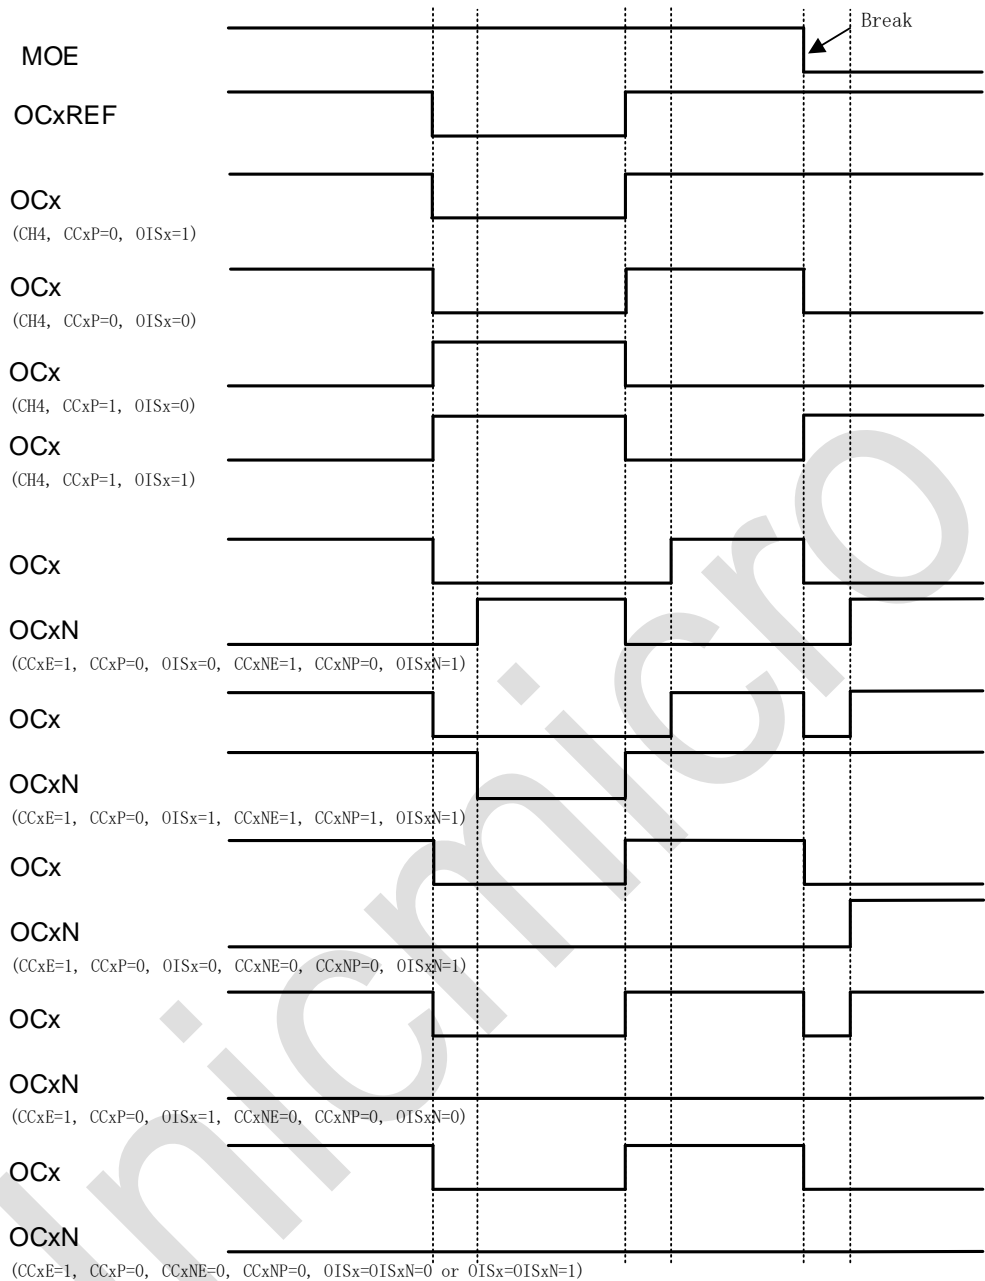 Break
MOE
OCxREF
OCx
(CH4, CCxP=0, OISx=1)
OCx
(CH4, CCxP=0, OISx=0)
OCx
(CH4, CCxP=1, OISx=0)
OCx
(CH4, CCxP=1, OISx=1)
OCx
OCxN
(CCxE=1, CCxP=0, OISx=0, CCxNE=1, CCxNP=0, OISxN=1)
OCx
OCxN
(CCxE=1, CCxP=0, OISx=1, CCxNE=1, CCxNP=1, OISxN=1)
OCx
OCxN
(CCxE=1, CCxP=0, OISx=0, CCxNE=0, CCxNP=0, OISxN=1)
OCx
OCxN
(CCxE=1, CCxP=0, OISx=1, CCxNE=0, CCxNP=0, OISxN=0)
OCx
OCxN
(CCxE=1, CCxP=0, CCxNE=0, CCxNP=0, OISx=OISxN=0 or OISx=OISxN=1)